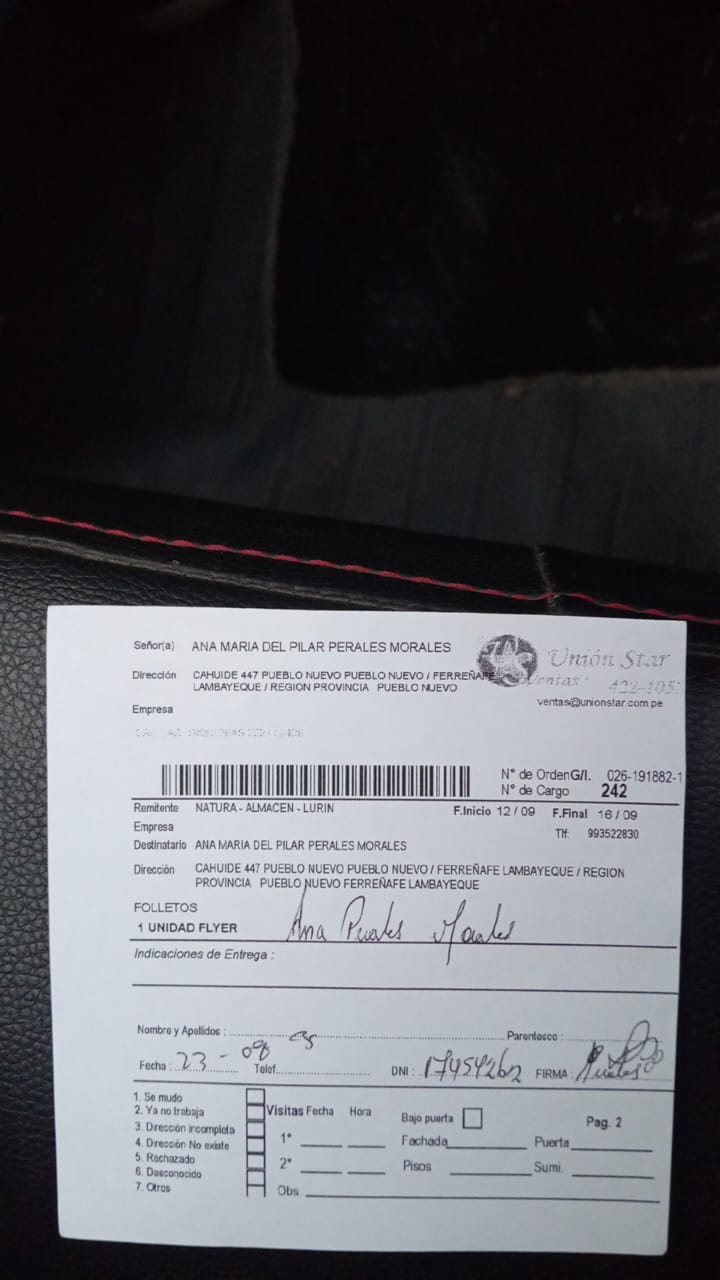 Señor(a) ANA MARIA DEL PILAR PERALES MORALES
Unión Star
Dirección CAHUIDE 447 PUEBLO NUEVO PUEBLO NUEVO / FERREÑAFE
LAMBAYEQUE / REGION PROVINCIA PUEBLO NUEVO
Ventas : 422-105
ventas@unionstar.com.pe
Empresa
N° de OrdenG/I. 026-191882-1
N° de Cargo 242
Remitente NATURA - ALMACEN - LURIN
F.Inicio 12 / 09 F.Final 16 / 09
Empresa
Tlf: 993522830
Destinatario ANA MARIA DEL PILAR PERALES MORALES
Dirección CAHUIDE 447 PUEBLO NUEVO PUEBLO NUEVO / FERREÑAFE LAMBAYEQUE / REGION
PROVINCIA PUEBLO NUEVO FERREÑAFE LAMBAYEQUE
FOLLETOS
1 UNIDAD FLYER Ana Perales Morales
Indicaciones de Entrega :
Nombre y Apellidos : Parentesco :
Fecha : 23 - 09 Telef. DNI : 17454262 FIRMA : Perales
1. Se mudo
2. Ya no trabaja
3. Dirección incompleta
4. Dirección No existe
5. Rechazado
6. Desconocido
7. Otros
Visitas Fecha Hora
1°
2°
Obs
Bajo puerta
Pag. 2
Fachada Puerta
Pisos Sumi.